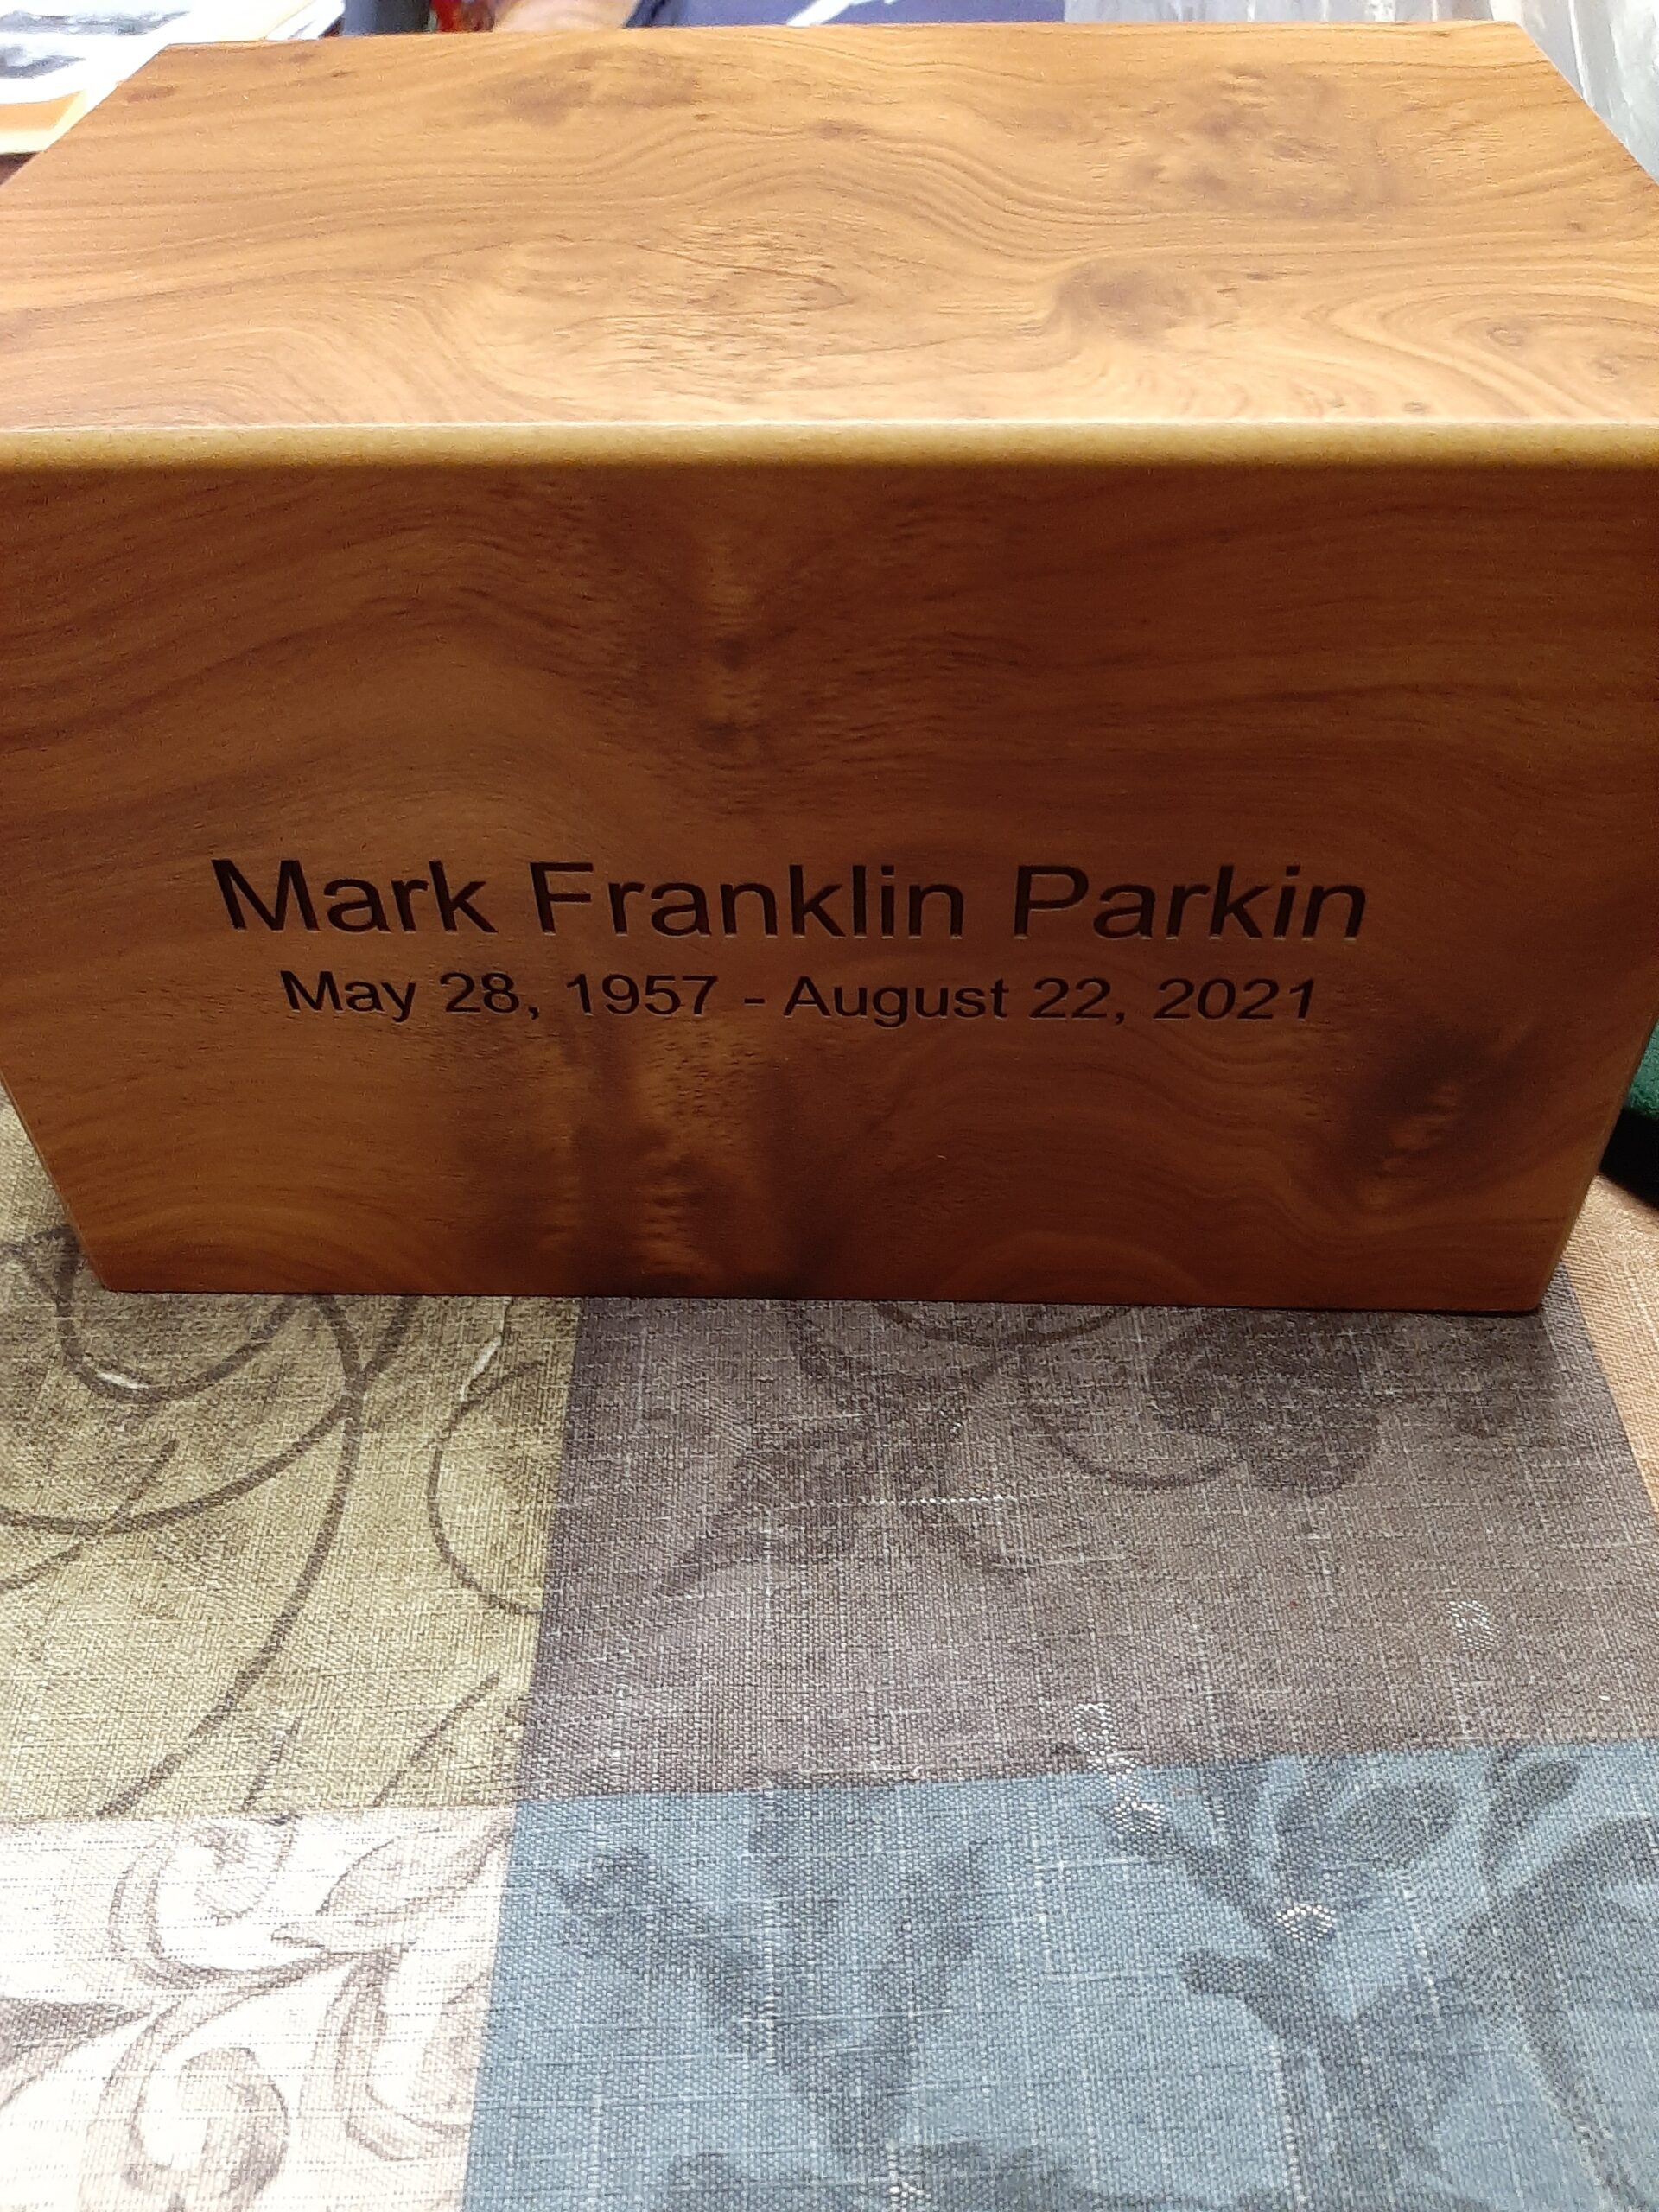 Mark Franklin Parkin
May 28, 1957 - August 22, 2021